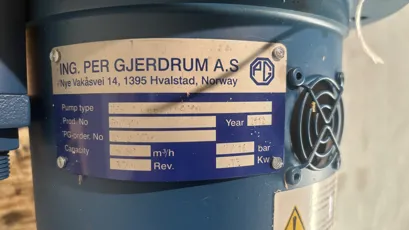 ING. PER GJERDRUM A.S
Nye Vakåsvei 14, 1395 Hvalstad, Norway
PG
Pump type
Prod. No
Year
PG-order. No
Capacity
m³/h
bar
Rev.
Kw